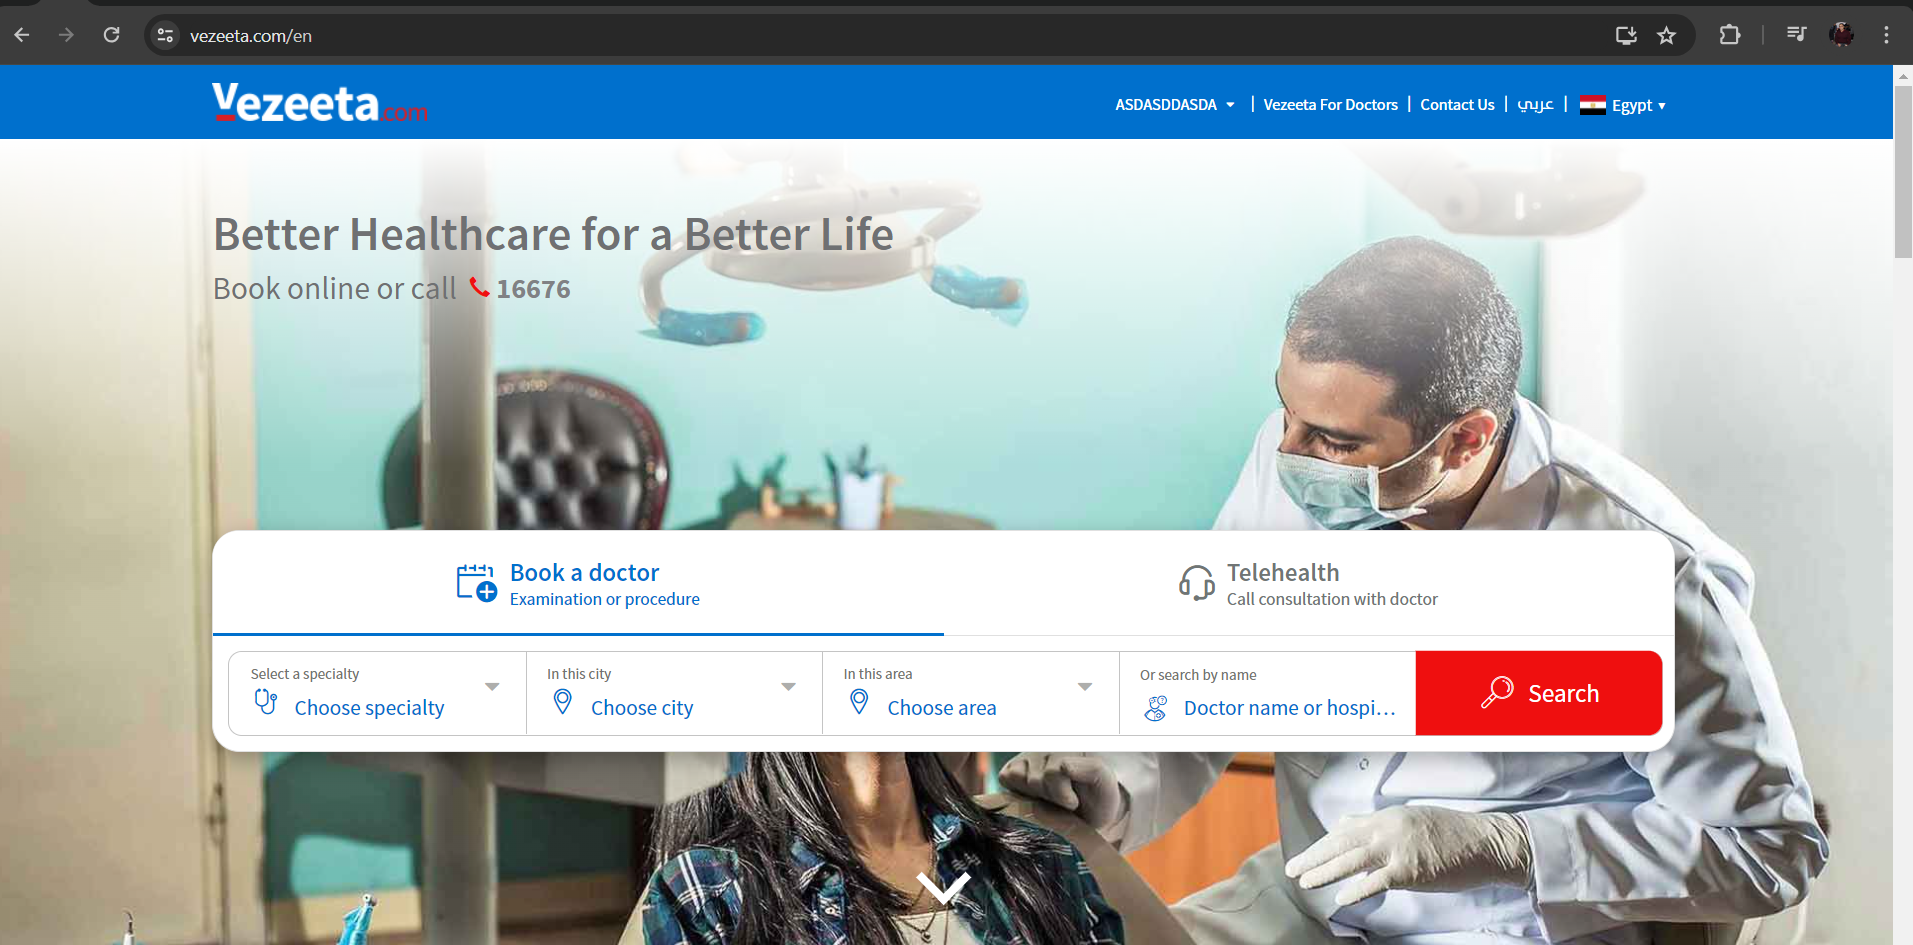 vezeeta.com/en
Vezeeta.com
ASDASDDASDA | Vezeeta For Doctors | Contact Us | عربي | Egypt
Better Healthcare for a Better Life
Book online or call 16676
Book a doctor
Examination or procedure
Telehealth
Call consultation with doctor
Select a specialty
Choose specialty
In this city
Choose city
In this area
Choose area
Or search by name
Doctor name or hospi...
Search